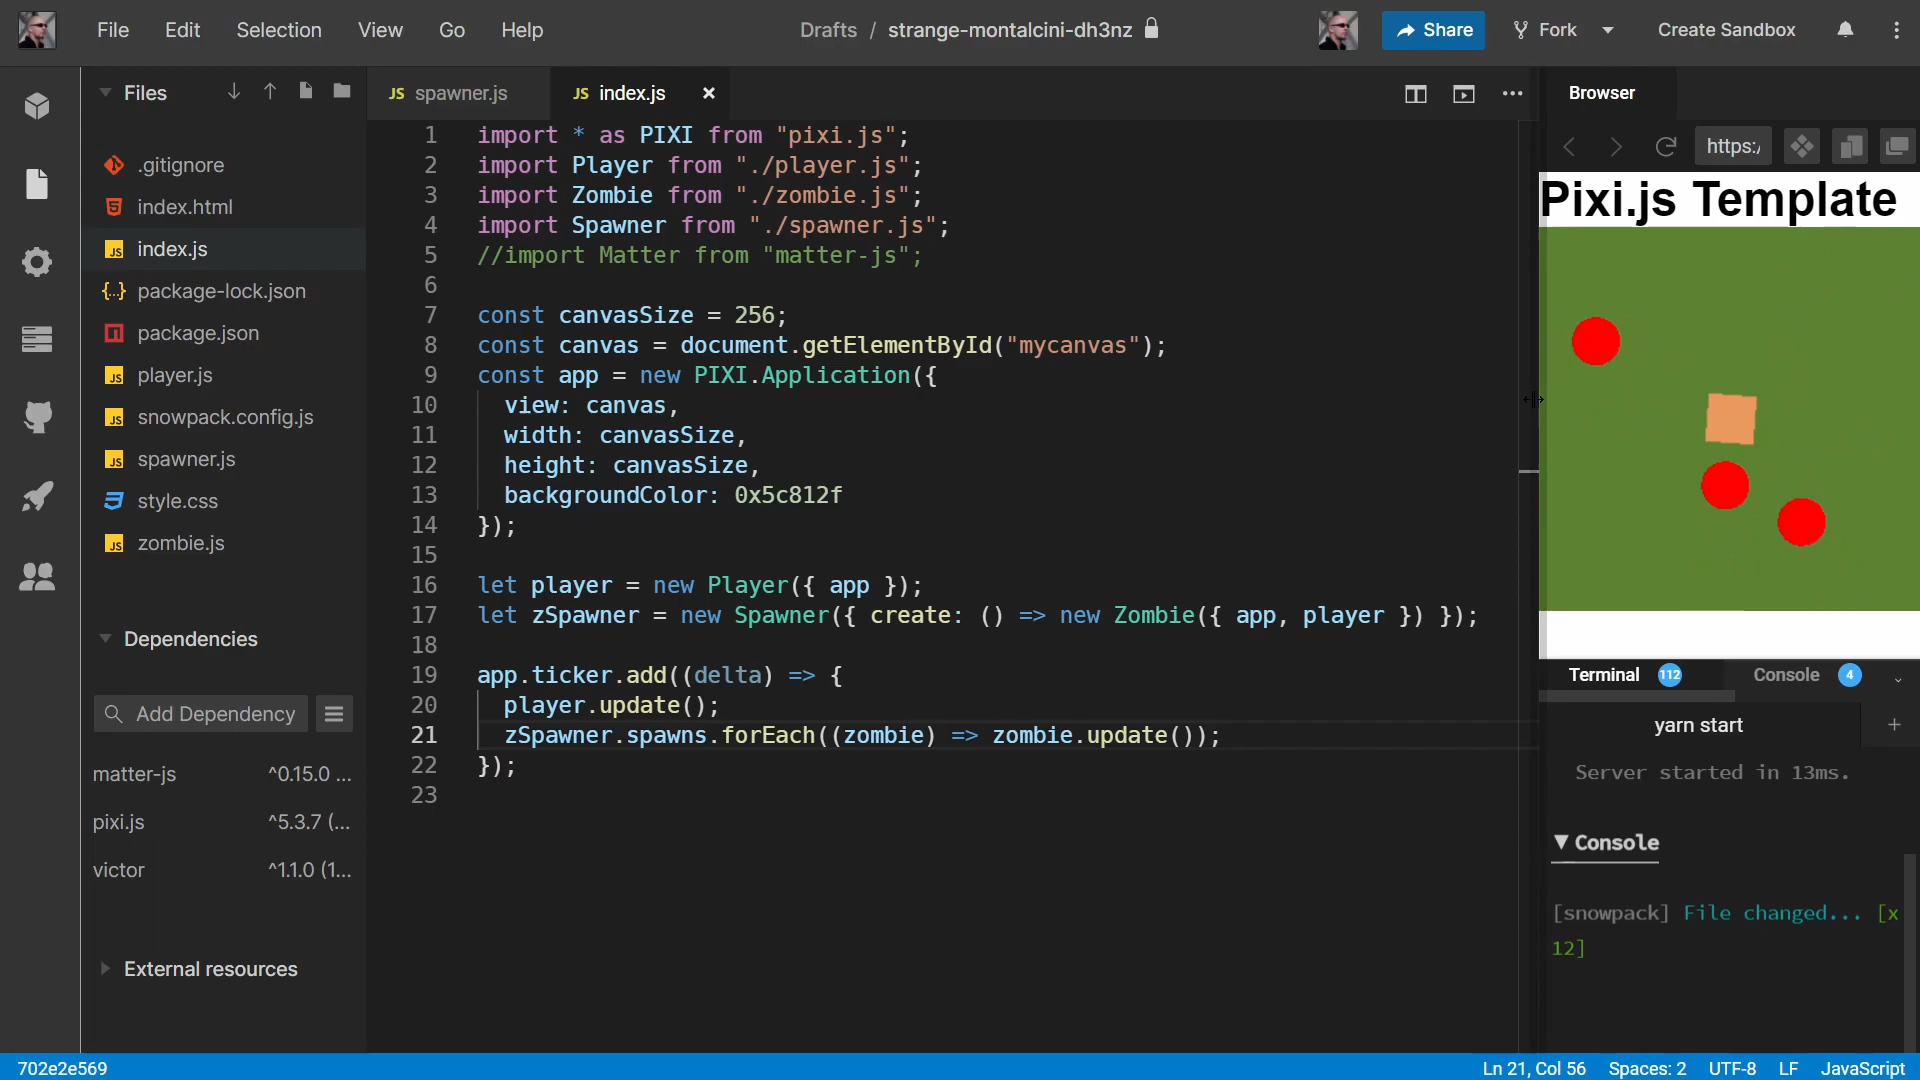 File Edit Selection View Go Help Drafts / strange-montalcini-dh3nz Share Fork Create Sandbox
Files
.gitignore
index.html
index.js
package-lock.json
package.json
player.js
snowpack.config.js
spawner.js
style.css
zombie.js
Dependencies
Add Dependency
matter-js ^0.15.0 ...
pixi.js ^5.3.7 (...
victor ^1.1.0 (1...
External resources
JS spawner.js JS index.js ×
1 import * as PIXI from "pixi.js";
2 import Player from "./player.js";
3 import Zombie from "./zombie.js";
4 import Spawner from "./spawner.js";
5 //import Matter from "matter-js";
6
7 const canvasSize = 256;
8 const canvas = document.getElementById("mycanvas");
9 const app = new PIXI.Application({
10 view: canvas,
11 width: canvasSize,
12 height: canvasSize,
13 backgroundColor: 0x5c812f
14 });
15
16 let player = new Player({ app });
17 let zSpawner = new Spawner({ create: () => new Zombie({ app, player }) });
18
19 app.ticker.add((delta) => {
20 player.update();
21 zSpawner.spawns.forEach((zombie) => zombie.update());
22 });
23
Browser
https:/
Pixi.js Template
Terminal 112 Console 4
yarn start +
Server started in 13ms.
▼ Console
[snowpack] File changed... [x
12]
702e2e569 Ln 21, Col 56 Spaces: 2 UTF-8 LF JavaScript